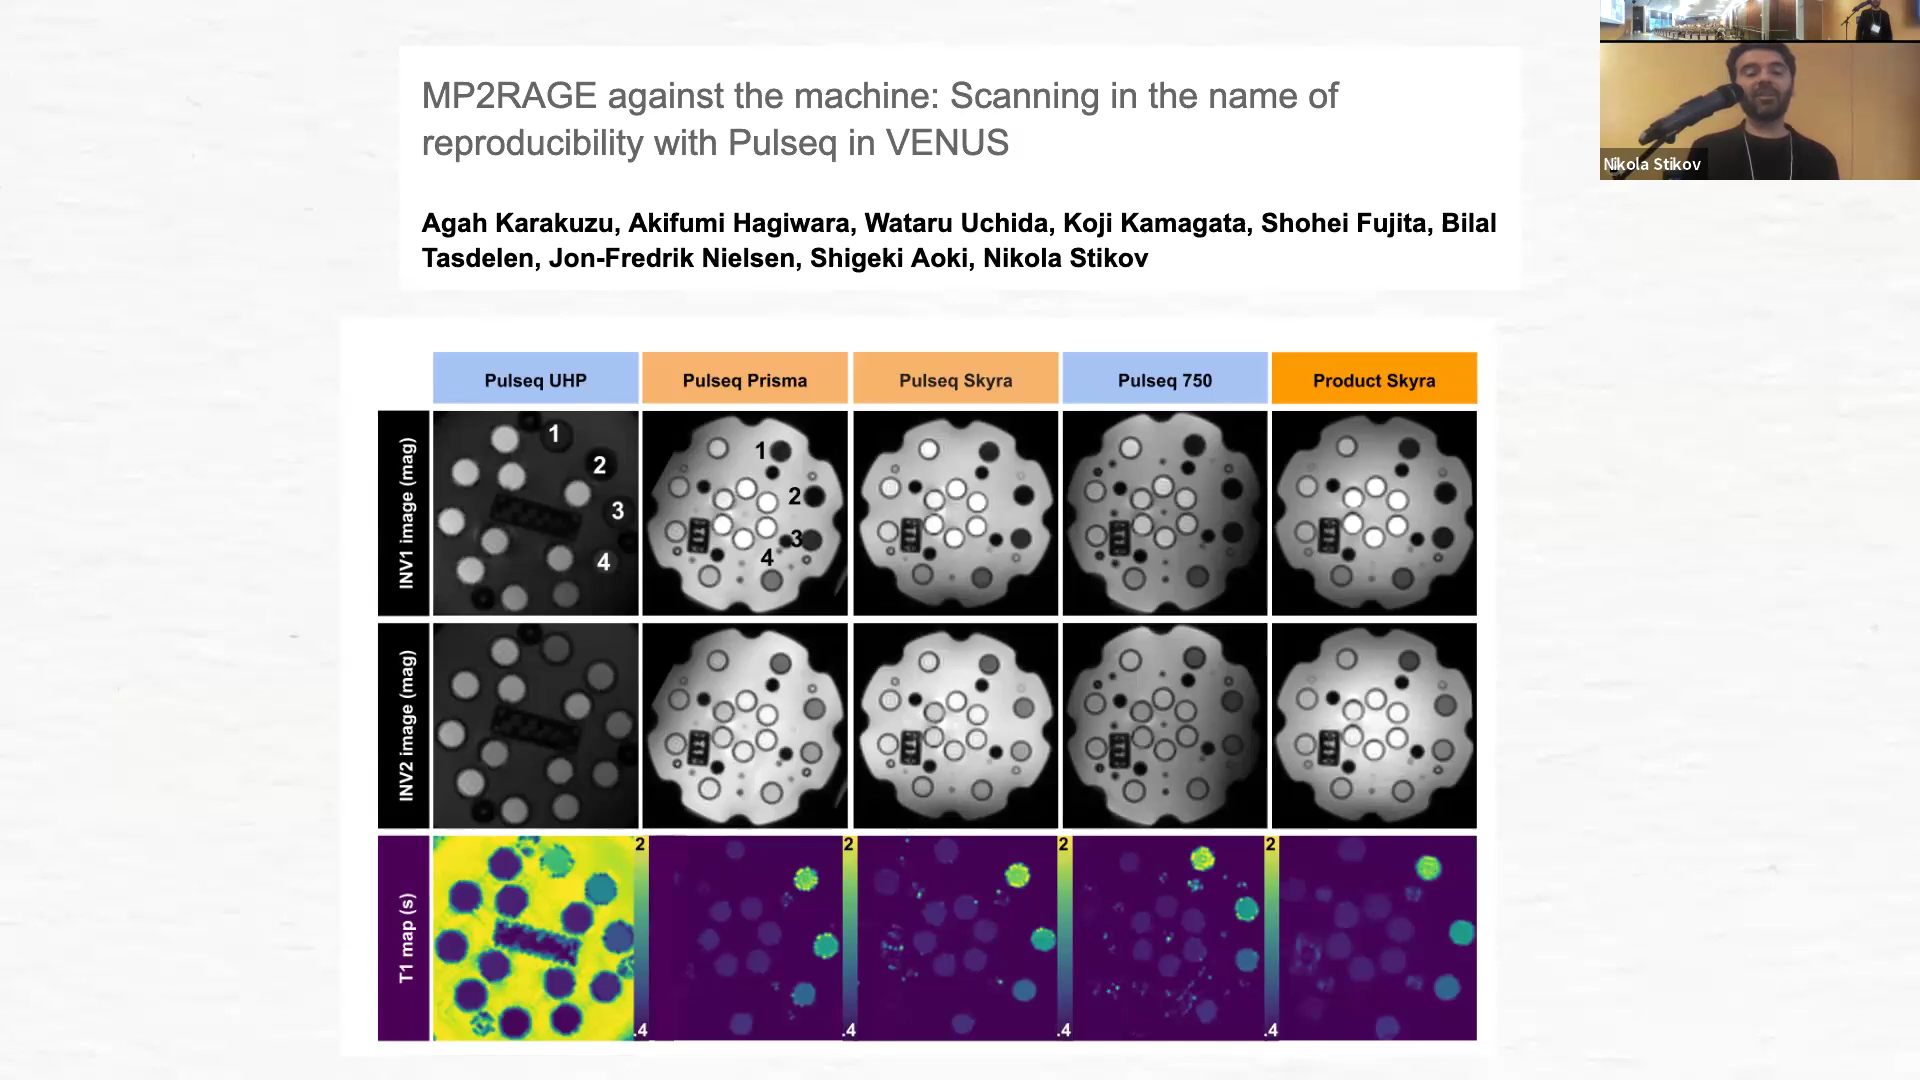 MP2RAGE against the machine: Scanning in the name of
reproducibility with Pulseq in VENUS
Agah Karakuzu, Akifumi Hagiwara, Wataru Uchida, Koji Kamagata, Shohei Fujita, Bilal
Tasdelen, Jon-Fredrik Nielsen, Shigeki Aoki, Nikola Stikov
Nikola Stikov
Pulseq UHP
Pulseq Prisma
Pulseq Skyra
Pulseq 750
Product Skyra
INV1 image (mag)
1
2
3
4
1
2
3
4
INV2 image (mag)
T1 map (s)
2
.4
2
.4
2
.4
2
.4